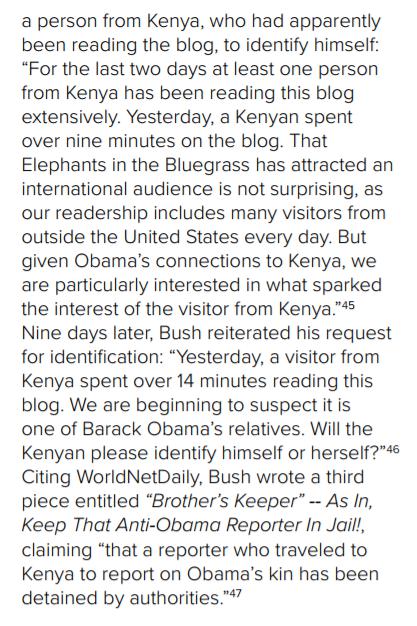 a person from Kenya, who had apparently
been reading the blog, to identify himself:
“For the last two days at least one person
from Kenya has been reading this blog
extensively. Yesterday, a Kenyan spent
over nine minutes on the blog. That
Elephants in the Bluegrass has attracted an
international audience is not surprising, as
our readership includes many visitors from
outside the United States every day. But
given Obama’s connections to Kenya, we
are particularly interested in what sparked
the interest of the visitor from Kenya.”45
Nine days later, Bush reiterated his request
for identification: “Yesterday, a visitor from
Kenya spent over 14 minutes reading this
blog. We are beginning to suspect it is
one of Barack Obama’s relatives. Will the
Kenyan please identify himself or herself?”46
Citing WorldNetDaily, Bush wrote a third
piece entitled “Brother’s Keeper” -- As In,
Keep That Anti-Obama Reporter In Jail!,
claiming “that a reporter who traveled to
Kenya to report on Obama’s kin has been
detained by authorities.”47